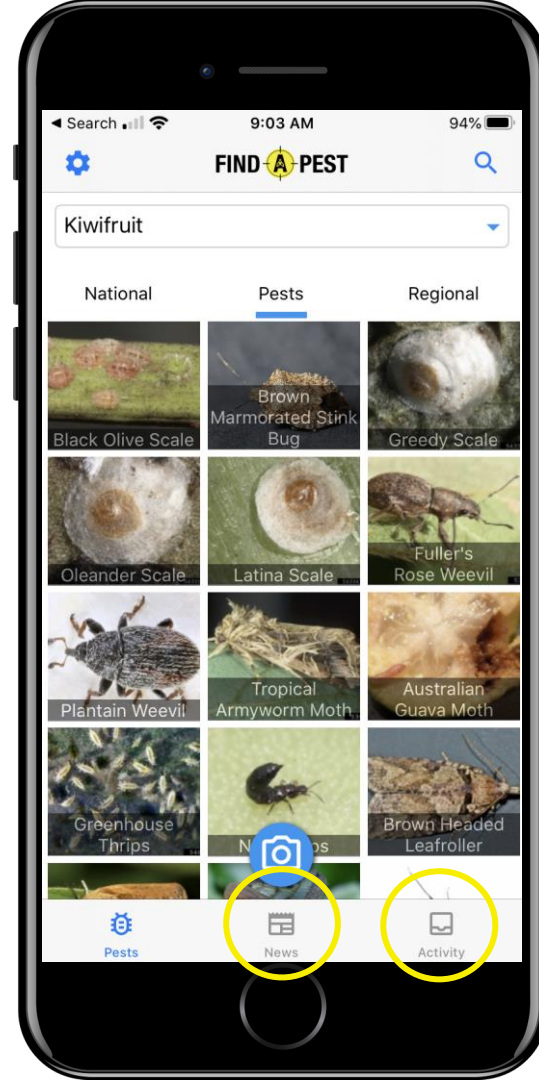 Search
9:03 AM
94%
FIND A PEST
Kiwifruit
National
Pests
Regional
Black Olive Scale
Brown
Marmorated Stink
Bug
Greedy Scale
Oleander Scale
Latina Scale
Fuller's
Rose Weevil
Plantain Weevil
Tropical
Armyworm Moth
Australian
Guava Moth
Greenhouse
Thrips
Brown Headed
Leafroller
Pests
News
Activity